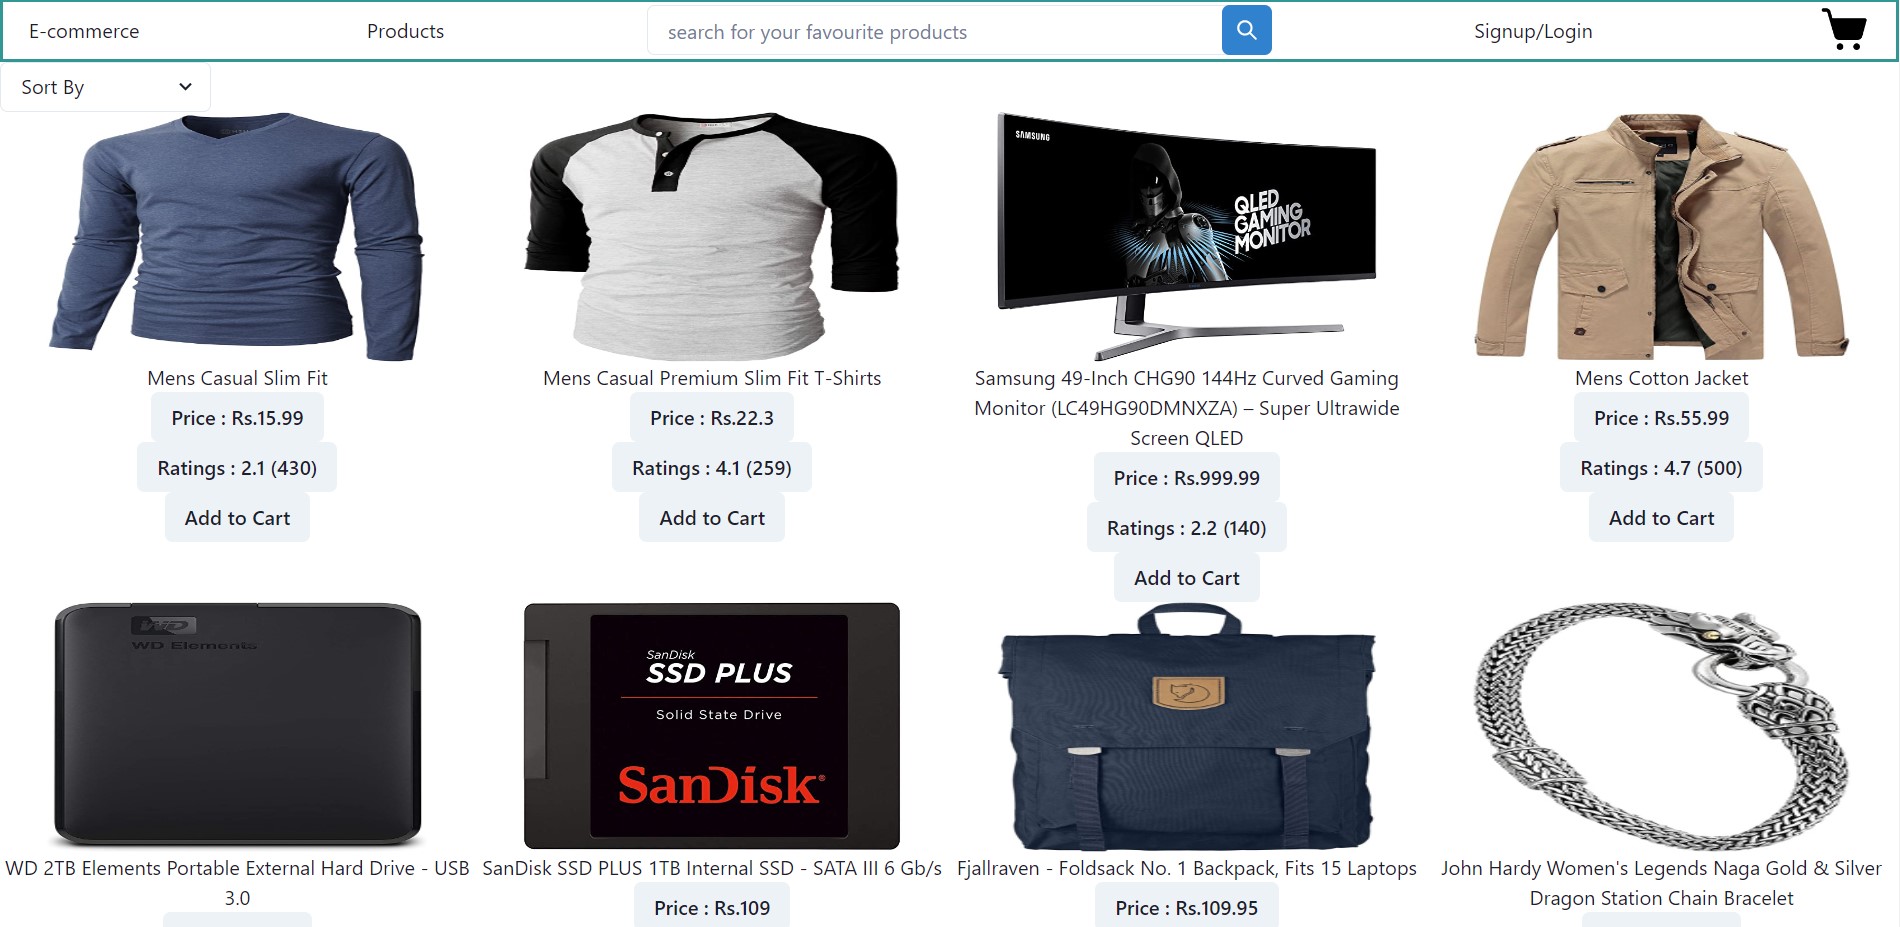 E-commerce
Products
search for your favourite products
Signup/Login
Sort By
SAMSUNG
QLED
GAMING
MONITOR
Mens Casual Slim Fit
Price : Rs.15.99
Ratings : 2.1 (430)
Add to Cart
Mens Casual Premium Slim Fit T-Shirts
Price : Rs.22.3
Ratings : 4.1 (259)
Add to Cart
Samsung 49-Inch CHG90 144Hz Curved Gaming
Monitor (LC49HG90DMNXZA) – Super Ultrawide
Screen QLED
Price : Rs.999.99
Ratings : 2.2 (140)
Add to Cart
Mens Cotton Jacket
Price : Rs.55.99
Ratings : 4.7 (500)
Add to Cart
WD
WD Elements
WD 2TB Elements Portable External Hard Drive - USB
3.0
SanDisk
SSD PLUS
Solid State Drive
SanDisk®
SanDisk SSD PLUS 1TB Internal SSD - SATA III 6 Gb/s
Price : Rs.109
Fjallraven - Foldsack No. 1 Backpack, Fits 15 Laptops
Price : Rs.109.95
John Hardy Women's Legends Naga Gold & Silver
Dragon Station Chain Bracelet